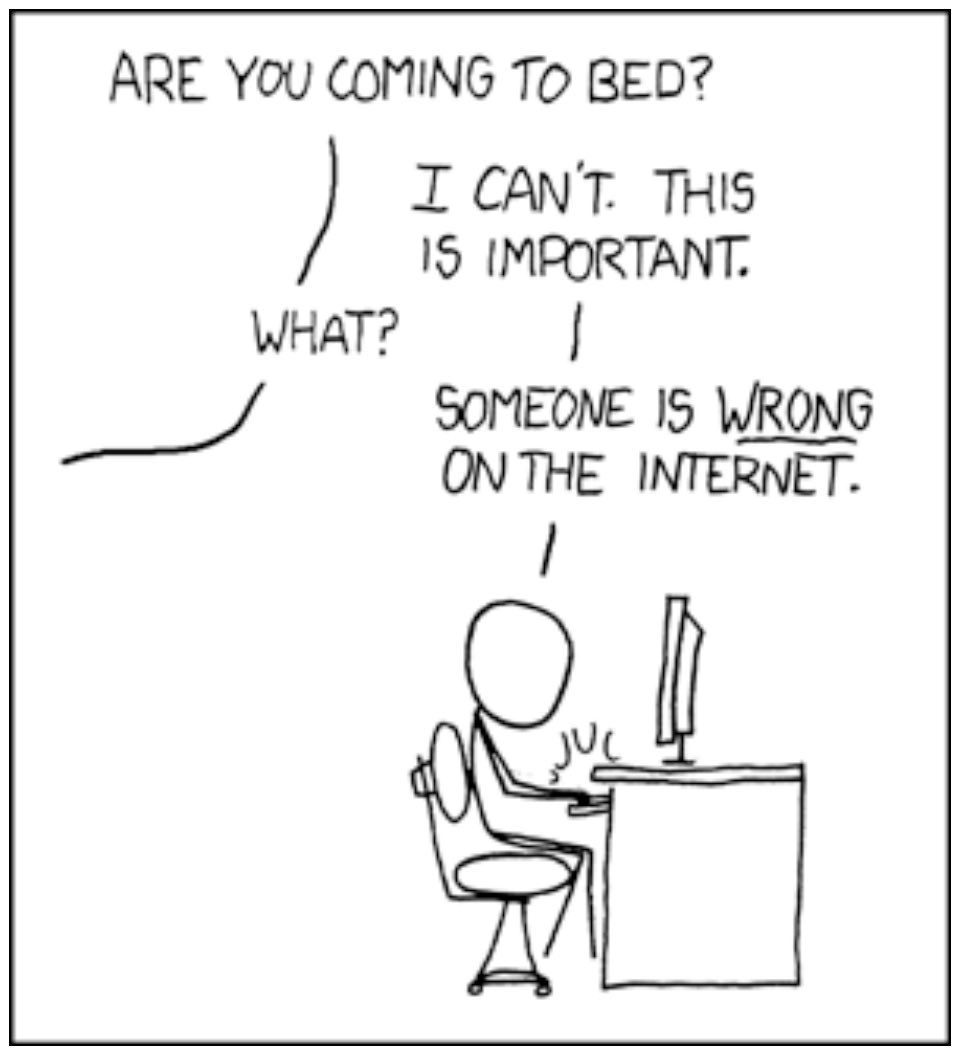 ARE YOU COMING TO BED?
I CAN'T. THIS
IS IMPORTANT.
WHAT?
SOMEONE IS WRONG
ON THE INTERNET.